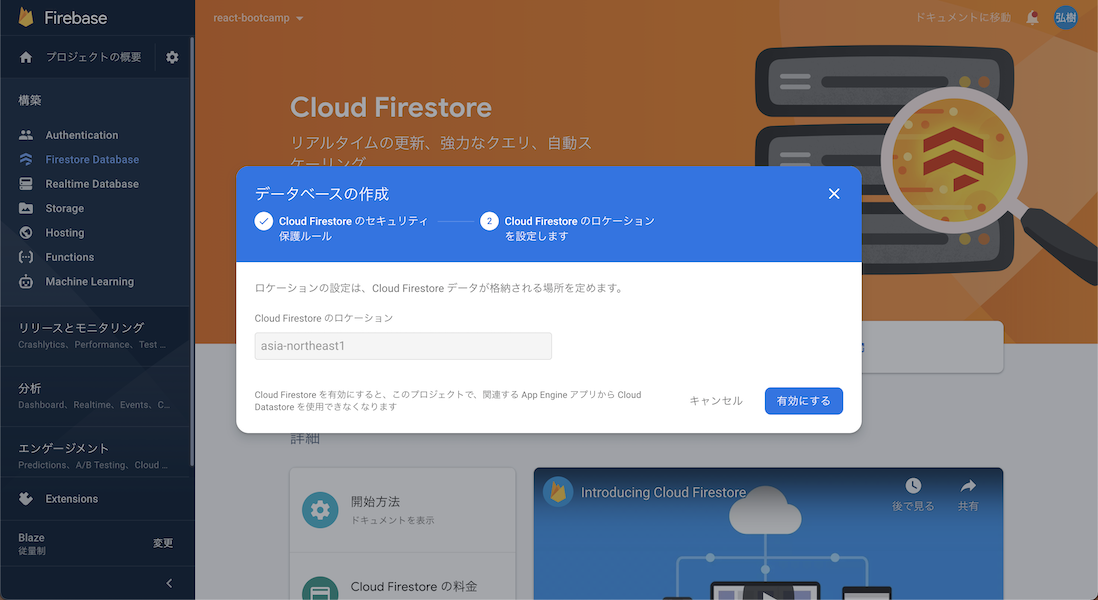 Firebase
react-bootcamp
ドキュメントに移動
弘樹
プロジェクトの概要
構築
Authentication
Firestore Database
Realtime Database
Storage
Hosting
Functions
Machine Learning
リリースとモニタリング
Crashlytics、Performance、Test ...
分析
Dashboard、Realtime、Events、C...
エンゲージメント
Predictions、A/B Testing、Cloud ...
Extensions
Blaze
従量制
変更
Cloud Firestore
リアルタイムの更新、強力なクエリ、自動ス
ケーリング
データベースの作成
Cloud Firestore のセキュリティ
保護ルール
2
Cloud Firestore のロケーション
を設定します
ロケーションの設定は、Cloud Firestore データが格納される場所を定めます。
Cloud Firestore のロケーション
asia-northeast1
Cloud Firestore を有効にすると、このプロジェクトで、関連する App Engine アプリから Cloud
Datastore を使用できなくなります
キャンセル
有効にする
詳細
開始方法
ドキュメントを表示
Cloud Firestore の料金
Introducing Cloud Firestore
後で見る
共有